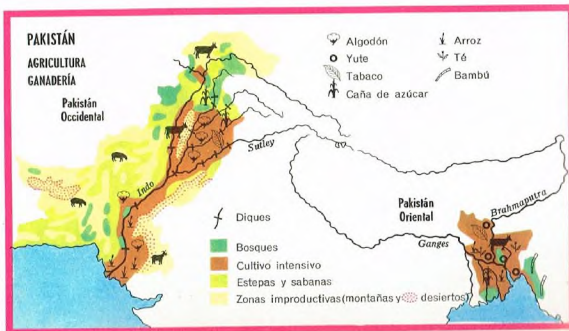 PAKISTÁN
AGRICULTURA
GANADERÍA
Pakistán
Occidental
Algodón
Yute
Tabaco
Caña de azúcar
Arroz
Té
Bambú
Sutley
Indo
Pakistán
Oriental
Brahmaputra
Ganges
Diques
Bosques
Cultivo intensivo
Estepas y sabanas
Zonas improductivas (montañas y desiertos)